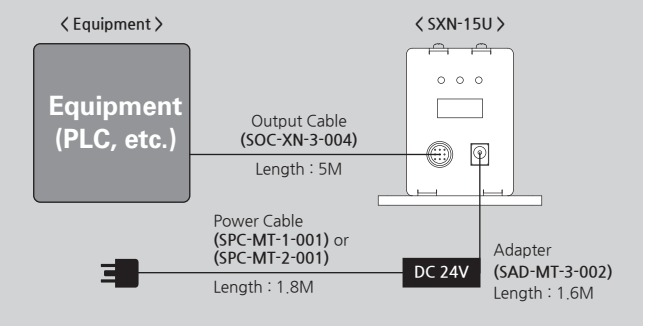 < Equipment >
< SXN-15U >
Equipment
(PLC, etc.)
Output Cable
(SOC-XN-3-004)
Length : 5M
Power Cable
(SPC-MT-1-001) or
(SPC-MT-2-001)
Length : 1.8M
DC 24V
Adapter
(SAD-MT-3-002)
Length : 1.6M